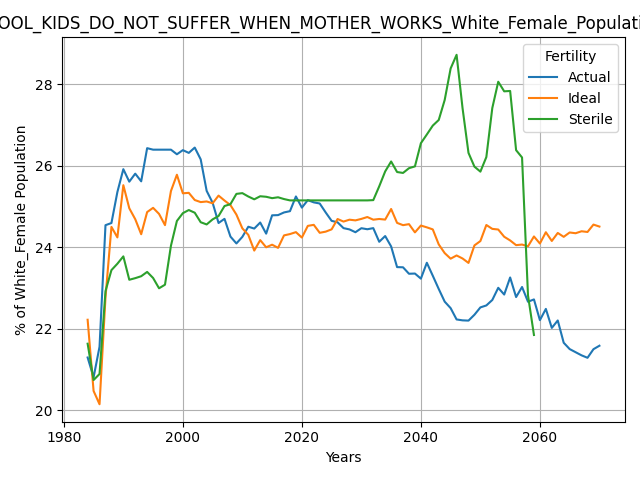 OOL_KIDS_DO_NOT_SUFFER_WHEN_MOTHER_WORKS_White_Female_Populati
Fertility
Actual
Ideal
Sterile
% of White_Female Population
28
26
24
22
20
1980
2000
2020
2040
2060
Years